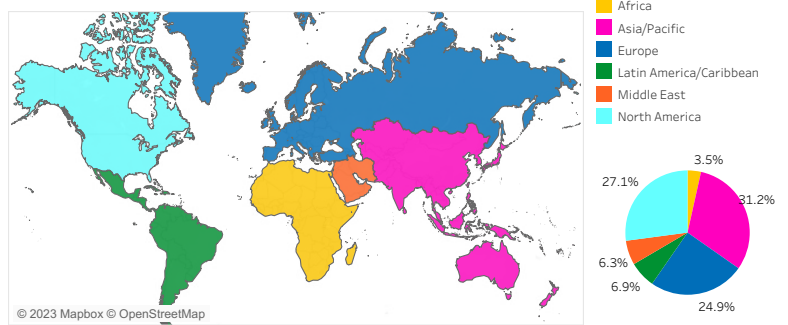 Africa
Asia/Pacific
Europe
Latin America/Caribbean
Middle East
North America
3.5%
27.1%
31.2%
6.3%
6.9%
24.9%
© 2023 Mapbox © OpenStreetMap